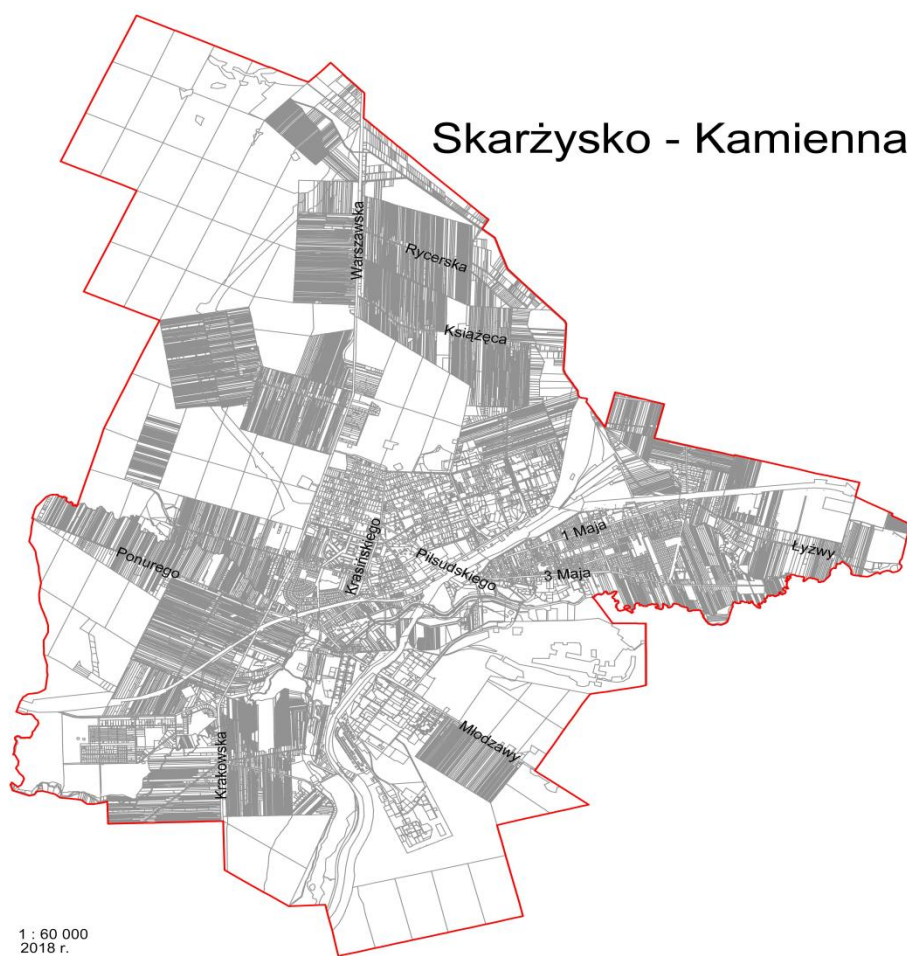 Skarżysko - Kamienna
Warszawska
Rycerska
Książęca
1 Maja
Krasińskiego
Piłsudskiego
Łyżwy
Ponurego
3 Maja
Młodzawy
Krakowska
1 : 60 000
2018 r.